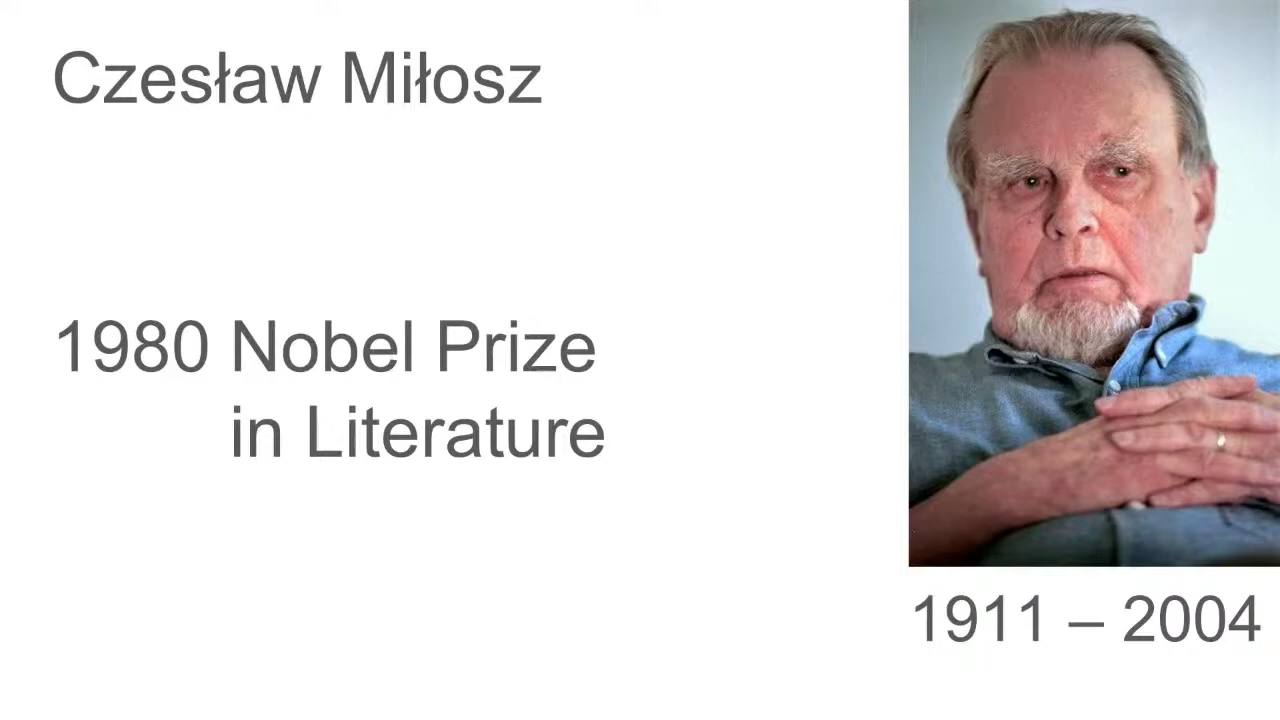 Czesław Miłosz
1980 Nobel Prize
in Literature
1911 – 2004